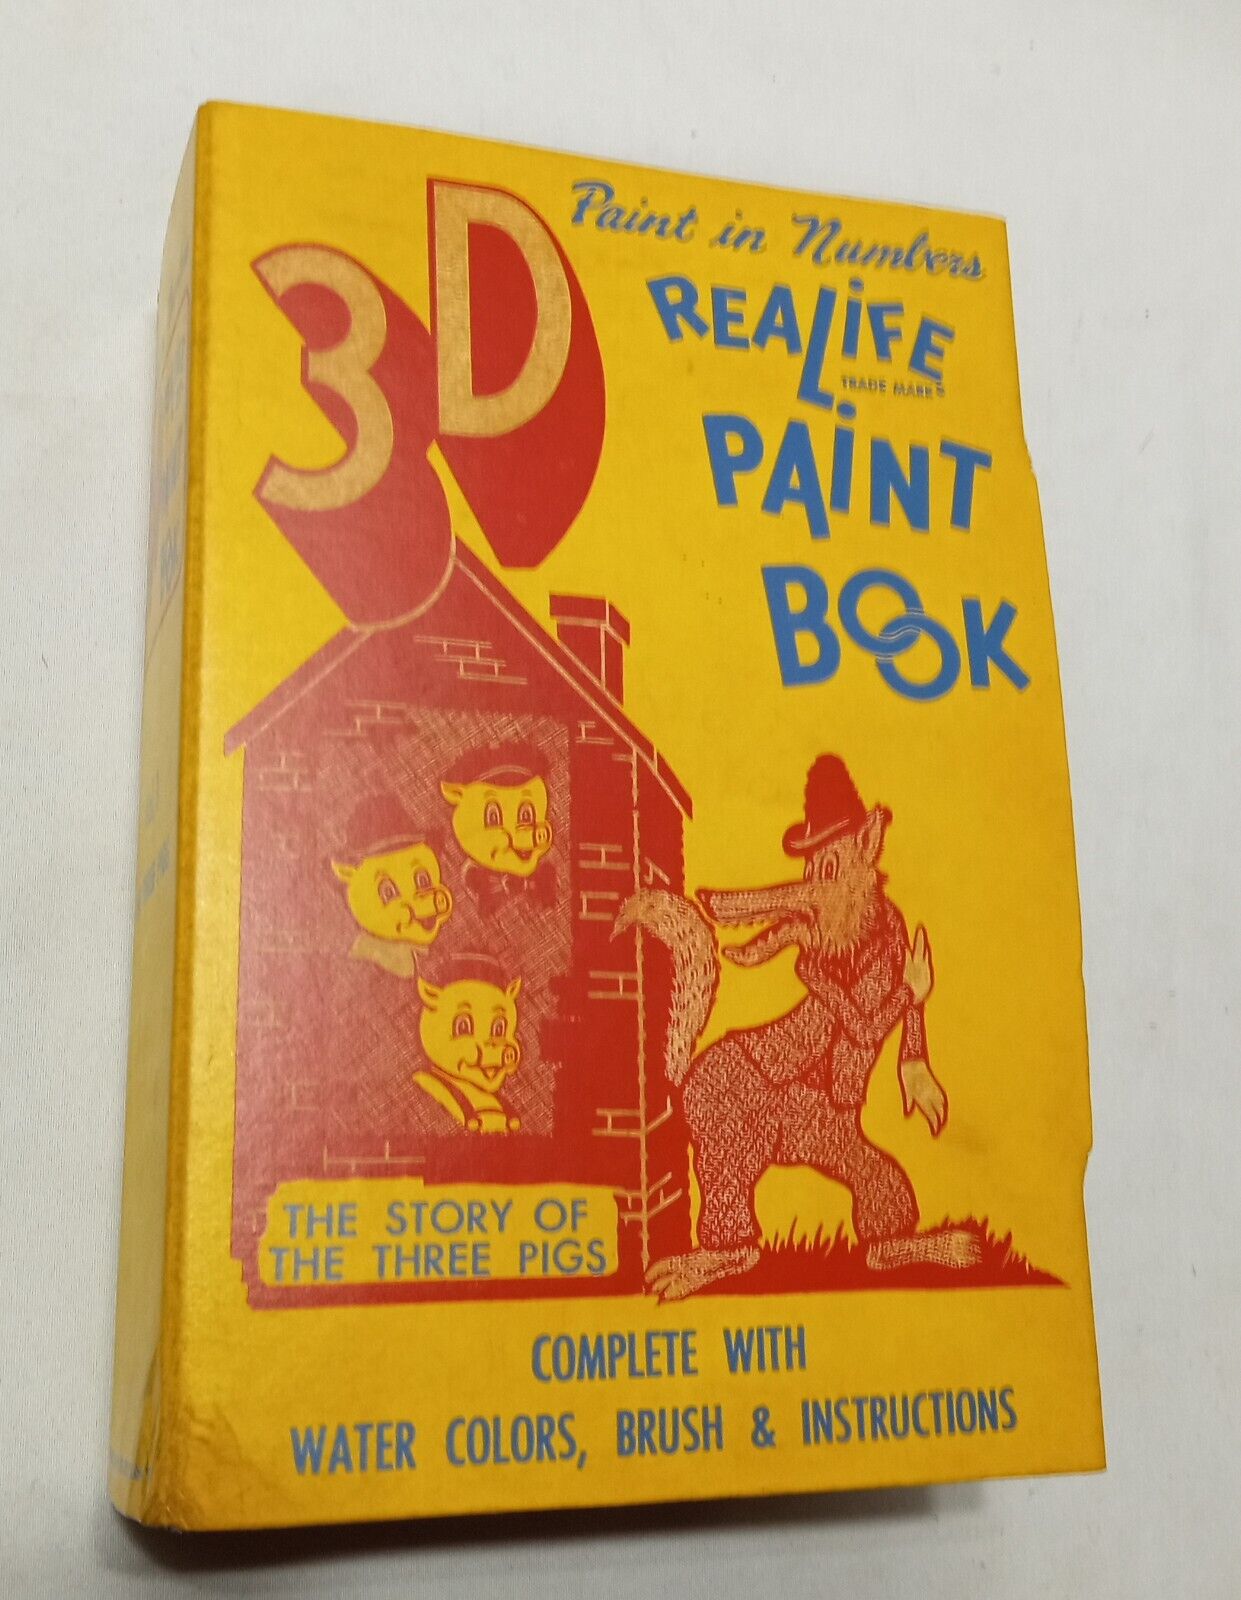 3D
Paint in Numbers
REALIFE
TRADE MARK
PAINT
BOOK
THE STORY OF
THE THREE PIGS
COMPLETE WITH
WATER COLORS, BRUSH & INSTRUCTIONS